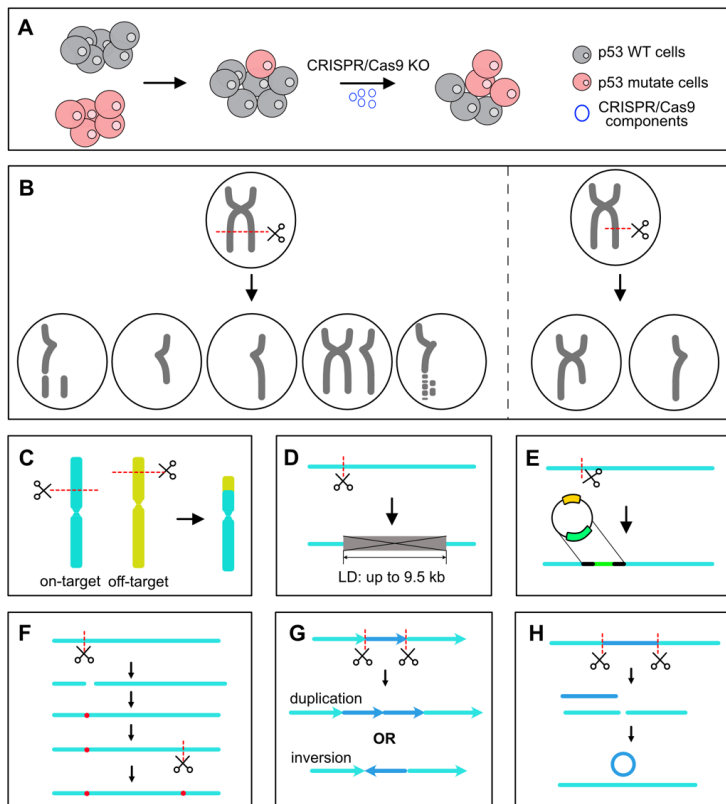 A
CRISPR/Cas9 KO
p53 WT cells
p53 mutate cells
CRISPR/Cas9
components
B
C
on-target
off-target
D
LD: up to 9.5 kb
E
F
G
duplication
OR
inversion
H